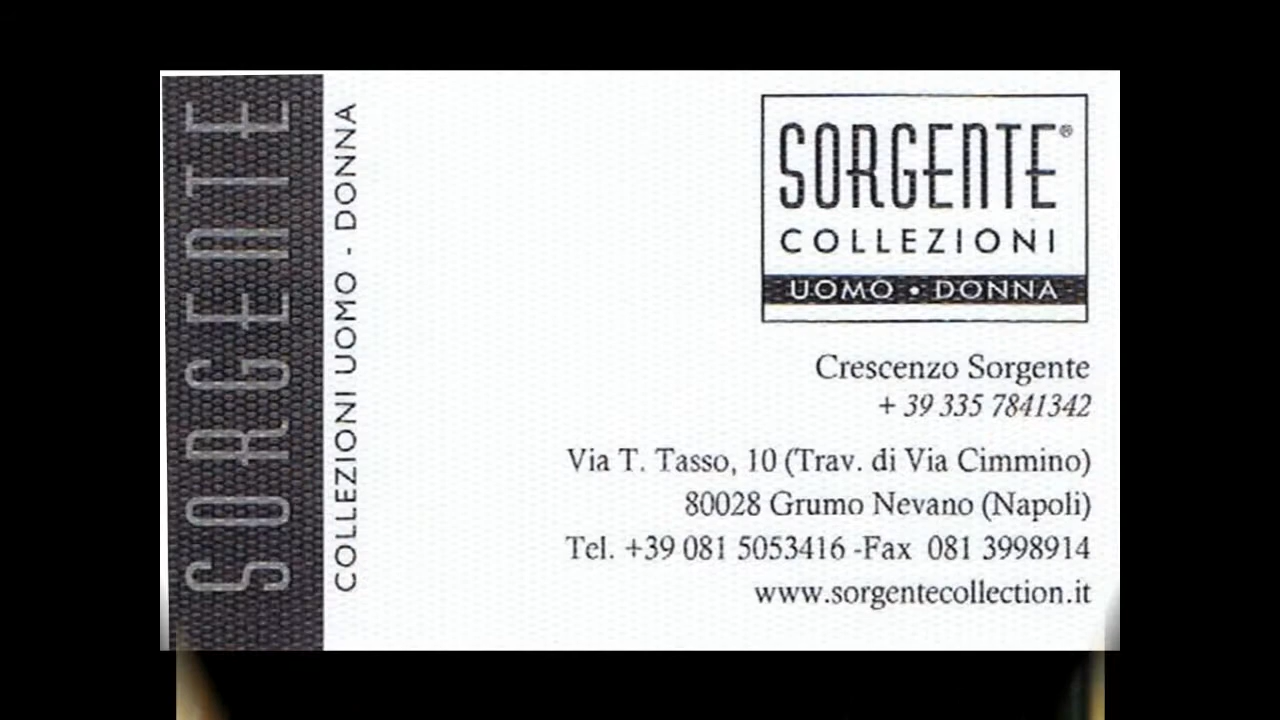 SORGENTE
COLLEZIONI UOMO - DONNA
SORGENTE®
COLLEZIONI
UOMO • DONNA
Crescenzo Sorgente
+ 39 335 7841342
Via T. Tasso, 10 (Trav. di Via Cimmino)
80028 Grumo Nevano (Napoli)
Tel. +39 081 5053416 -Fax 081 3998914
www.sorgentecollection.it